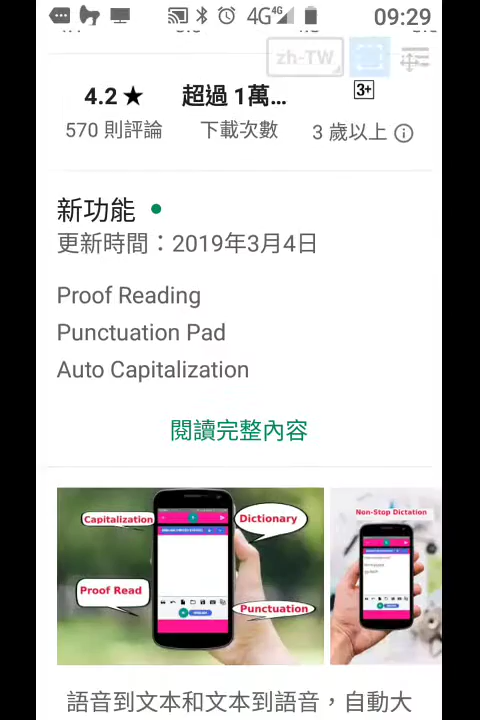 4G 4G 09:29
zh-TW
4.2 ★ 超過 1萬... 3+
570 則評論 下載次數 3 歲以上
新功能
更新時間：2019年3月4日
Proof Reading
Punctuation Pad
Auto Capitalization
閱讀完整內容
Capitalization
Dictionary
Proof Read
Punctuation
Non-Stop Dictation
語音到文本和文本到語音，自動大